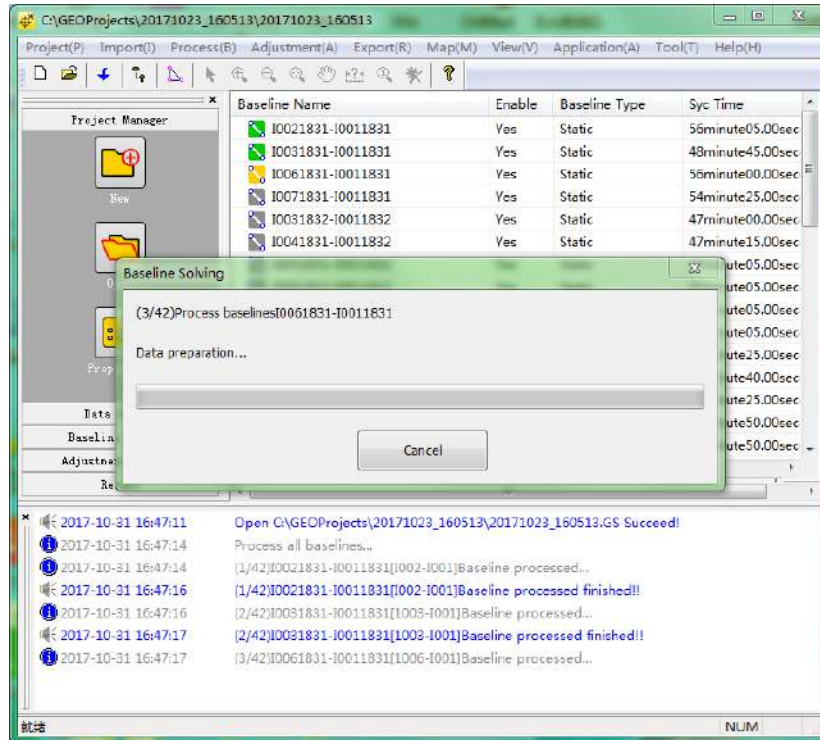 C:\GEOProjects\20171023_160513\20171023_160513
Project(P) Import(I) Process(B) Adjustment(A) Export(R) Map(M) View(V) Application(A) Tool(T) Help(H)
Project Manager
New
Baseline Name Enable Baseline Type Syc Time
I0021831-I0011831 Yes Static 56minute05.00sec
I0031831-I0011831 Yes Static 48minute45.00sec
I0061831-I0011831 Yes Static 56minute00.00sec
I0071831-I0011831 Yes Static 54minute25.00sec
I0031832-I0011832 Yes Static 47minute00.00sec
I0041831-I0011832 Yes Static 47minute15.00sec
ute05.00sec
ute05.00sec
ute05.00sec
ute05.00sec
ute25.00sec
ute40.00sec
ute25.00sec
ute50.00sec
ute50.00sec
O
Prop
Data
Baselin
Adjustme
Re
Baseline Solving
(3/42)Process baselinesI0061831-I0011831
Data preparation...
Cancel
2017-10-31 16:47:11 Open C:\GEOProjects\20171023_160513\20171023_160513.GS Succeed!
2017-10-31 16:47:14 Process all baselines...
2017-10-31 16:47:14 (1/42)I0021831-I0011831[I002-I001]Baseline processed...
2017-10-31 16:47:16 (1/42)I0021831-I0011831[I002-I001]Baseline processed finished!!
2017-10-31 16:47:16 (2/42)I0031831-I0011831[1003-I001]Baseline processed...
2017-10-31 16:47:17 (2/42)I0031831-I0011831[1003-I001]Baseline processed finished!!
2017-10-31 16:47:17 (3/42)I0061831-I0011831[1006-I001]Baseline processed...
就绪 NUM